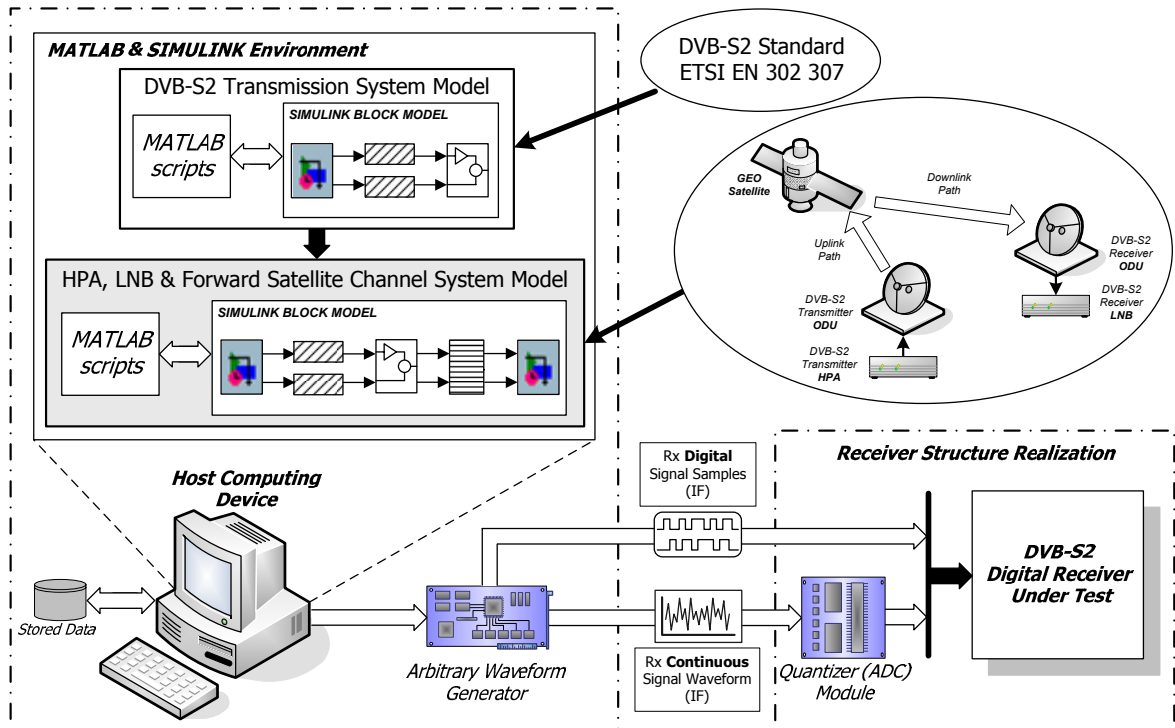 MATLAB & SIMULINK Environment
DVB-S2 Transmission System Model
MATLAB
scripts
SIMULINK BLOCK MODEL
HPA, LNB & Forward Satellite Channel System Model
MATLAB
scripts
SIMULINK BLOCK MODEL
DVB-S2 Standard
ETSI EN 302 307
GEO
Satellite
Downlink
Path
Uplink
Path
DVB-S2
Receiver
ODU
DVB-S2
Receiver
LNB
DVB-S2
Transmitter
ODU
DVB-S2
Transmitter
HPA
Host Computing
Device
Stored Data
Arbitrary Waveform
Generator
Rx Digital
Signal Samples
(IF)
Rx Continuous
Signal Waveform
(IF)
Receiver Structure Realization
Quantizer (ADC)
Module
DVB-S2
Digital Receiver
Under Test